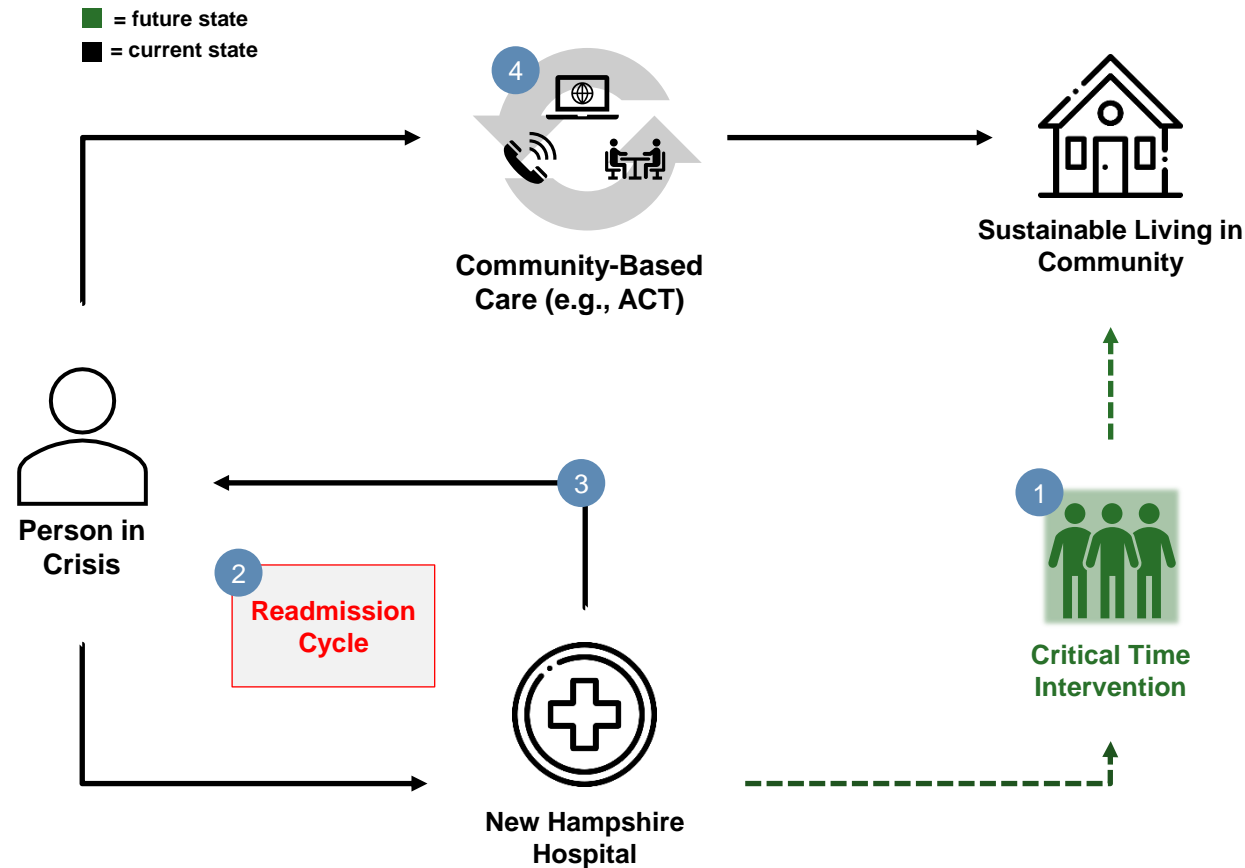 = future state
= current state
4
Community-Based
Care (e.g., ACT)
Sustainable Living in
Community
Person in
Crisis
3
2
Readmission
Cycle
New Hampshire
Hospital
1
Critical Time
Intervention